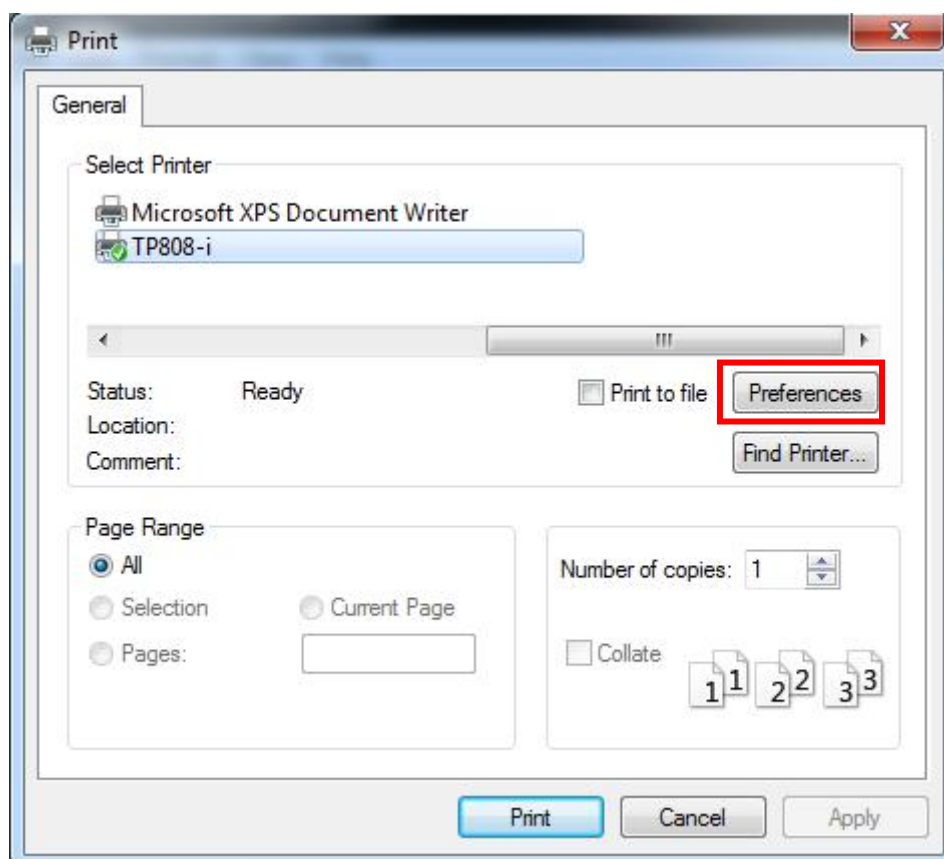 Print
General
Select Printer
Microsoft XPS Document Writer
TP808-i
Status: Ready
Print to file
Preferences
Location:
Comment:
Find Printer...
Page Range
All
Selection
Current Page
Pages:
Number of copies: 1
Collate
1 1 2 2 3 3
Print Cancel Apply